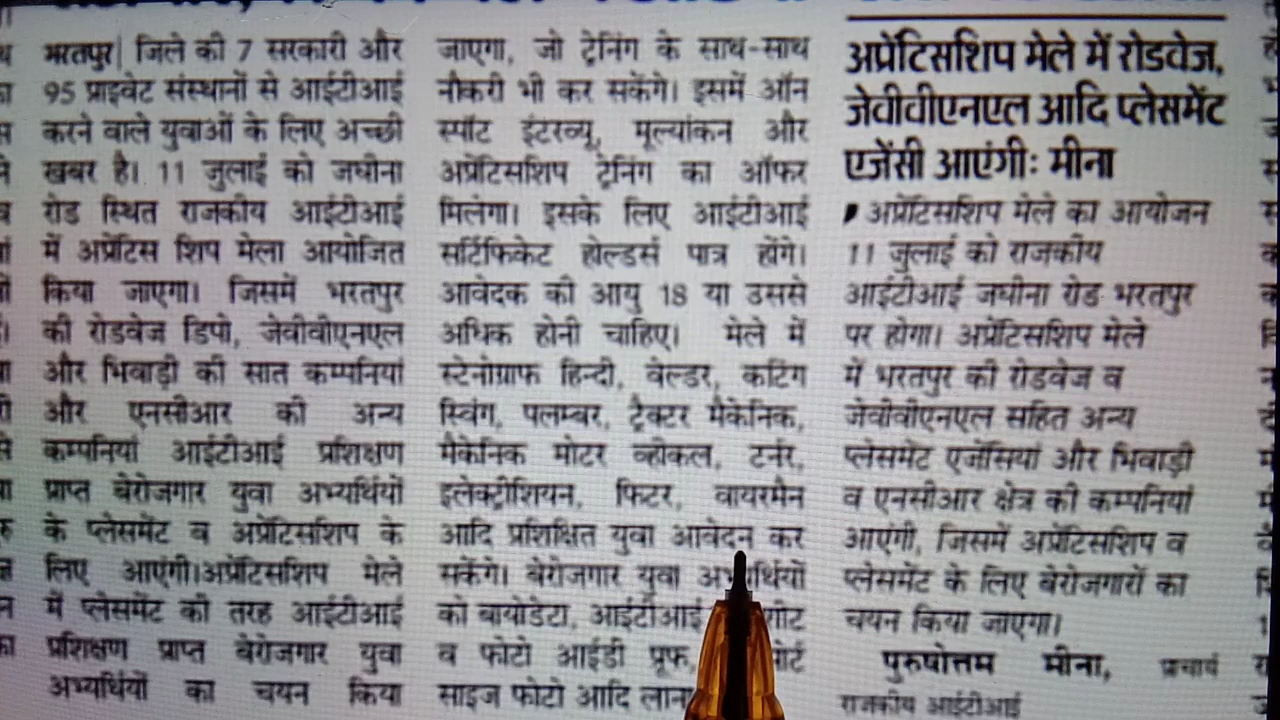 भरतपुर| जिले की 7 सरकारी और
95 प्राइवेट संस्थानों से आईटीआई
करने वाले युवाओं के लिए अच्छी
खबर है। 11 जुलाई को जघीना
रोड स्थित राजकीय आईटीआई
में अप्रेंटिस शिप मेला आयोजित
किया जाएगा। जिसमें भरतपुर
की रोडवेज डिपो, जेवीवीएनएल
और भिवाड़ी की सात कम्पनियां
और एनसीआर की अन्य
कम्पनियां आईटीआई प्रशिक्षण
प्राप्त बेरोजगार युवा अभ्यर्थियों
के प्लेसमेंट व अप्रेंटिसशिप के
लिए आएंगी।अप्रेंटिसशिप मेले
में प्लेसमेंट की तरह आईटीआई
प्रशिक्षण प्राप्त बेरोजगार युवा
अभ्यर्थियों का चयन किया
जाएगा, जो ट्रेनिंग के साथ-साथ
नौकरी भी कर सकेंगे। इसमें ऑन
स्पॉट इंटरव्यू, मूल्यांकन और
अप्रेंटिसशिप ट्रेनिंग का ऑफर
मिलेगा। इसके लिए आईटीआई
सर्टिफिकेट होल्डर्स पात्र होंगे।
आवेदक की आयु 18 या उससे
अधिक होनी चाहिए। मेले में
स्टेनोग्राफ हिन्दी, वेल्डर, कटिंग
स्विंग, पलम्बर, ट्रैक्टर मैकेनिक,
मैकेनिक मोटर व्हीकल, टर्नर,
इलेक्ट्रीशियन, फिटर, वायरमैन
आदि प्रशिक्षित युवा आवेदन कर
सकेंगे। बेरोजगार युवा अभ्यर्थियों
को बायोडेटा, आईटीआई
व फोटो आईडी प्रूफ,
साइज फोटो आदि लाना
अप्रेंटिसशिप मेले में रोडवेज,
जेवीवीएनएल आदि प्लेसमेंट
एजेंसी आएंगी: मीना
अप्रेंटिसशिप मेले का आयोजन
11 जुलाई को राजकीय
आईटीआई जघीना रोड भरतपुर
पर होगा। अप्रेंटिसशिप मेले
में भरतपुर की रोडवेज व
जेवीवीएनएल सहित अन्य
प्लेसमेंट एजेंसियां और भिवाड़ी
व एनसीआर क्षेत्र की कम्पनियां
आएंगी, जिसमें अप्रेंटिसशिप व
प्लेसमेंट के लिए बेरोजगारों का
चयन किया जाएगा।
पुरुषोत्तम मीना, प्राचार्य
राजकीय आईटीआई